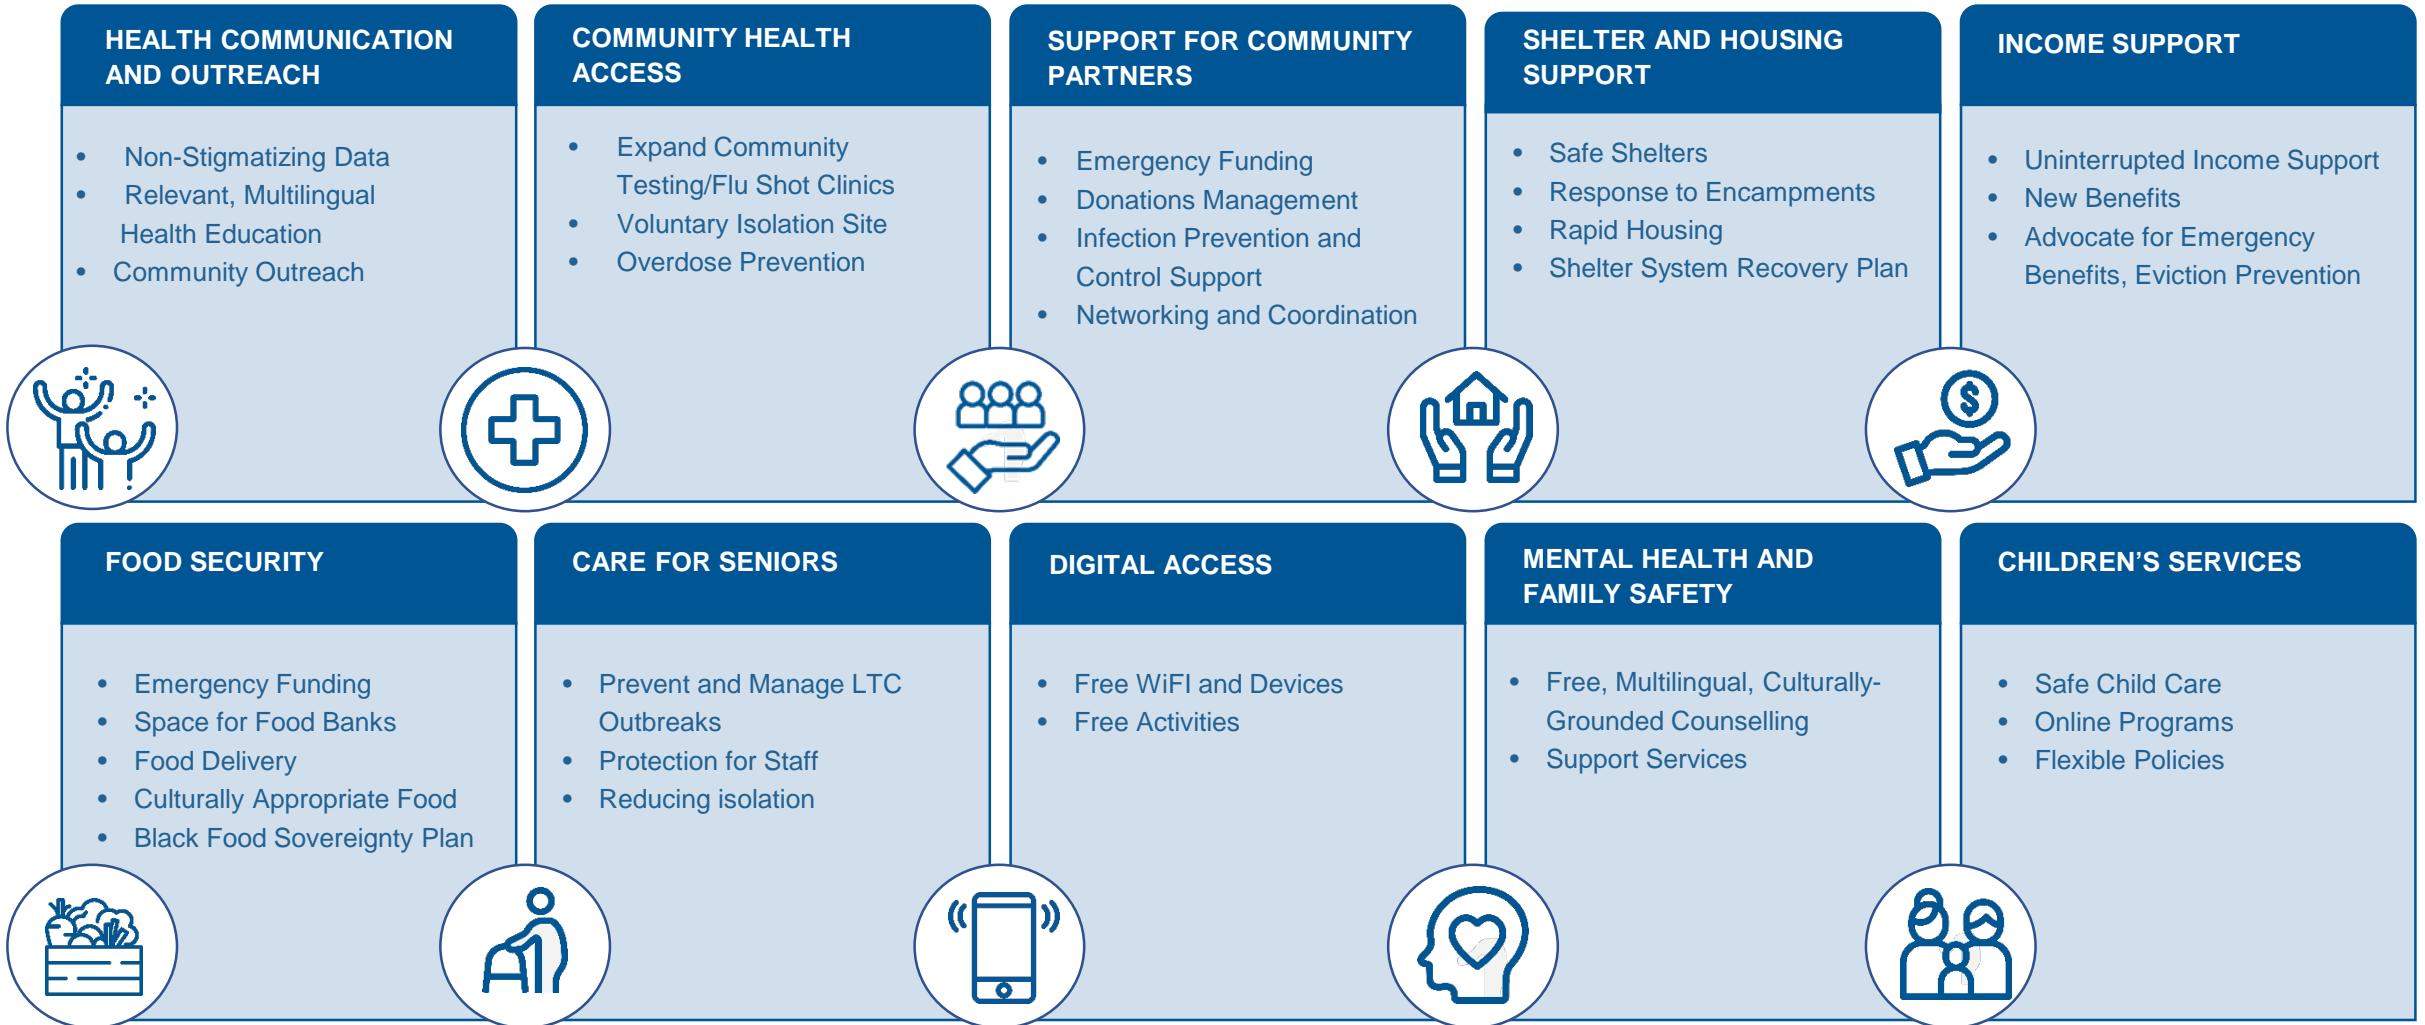 HEALTH COMMUNICATION
AND OUTREACH
• Non-Stigmatizing Data
• Relevant, Multilingual
Health Education
• Community Outreach
COMMUNITY HEALTH
ACCESS
• Expand Community
Testing/Flu Shot Clinics
• Voluntary Isolation Site
• Overdose Prevention
SUPPORT FOR COMMUNITY
PARTNERS
• Emergency Funding
• Donations Management
• Infection Prevention and
Control Support
• Networking and Coordination
SHELTER AND HOUSING
SUPPORT
• Safe Shelters
• Response to Encampments
• Rapid Housing
• Shelter System Recovery Plan
INCOME SUPPORT
• Uninterrupted Income Support
• New Benefits
• Advocate for Emergency
Benefits, Eviction Prevention
$
FOOD SECURITY
• Emergency Funding
• Space for Food Banks
• Food Delivery
• Culturally Appropriate Food
• Black Food Sovereignty Plan
CARE FOR SENIORS
• Prevent and Manage LTC
Outbreaks
• Protection for Staff
• Reducing isolation
DIGITAL ACCESS
• Free WiFI and Devices
• Free Activities
MENTAL HEALTH AND
FAMILY SAFETY
• Free, Multilingual, Culturally-
Grounded Counselling
• Support Services
CHILDREN'S SERVICES
• Safe Child Care
• Online Programs
• Flexible Policies